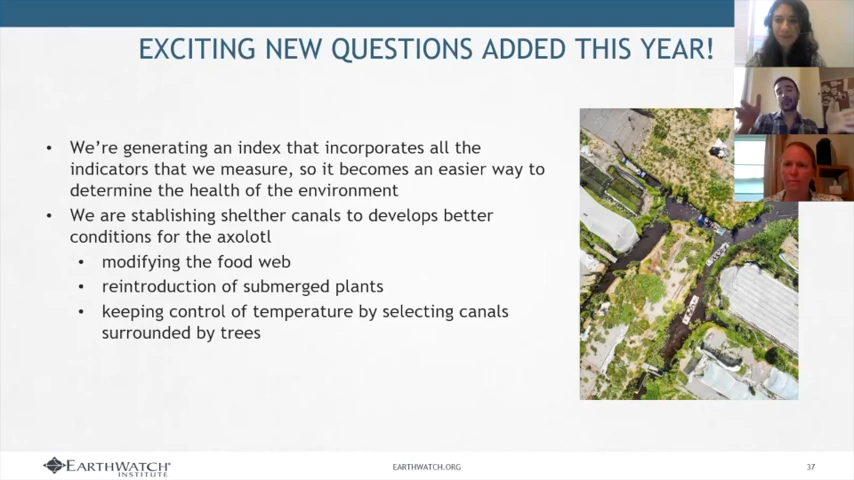 EXCITING NEW QUESTIONS ADDED THIS YEAR!
• We're generating an index that incorporates all the
indicators that we measure, so it becomes an easier way to
determine the health of the environment
• We are stablishing shelther canals to develops better
conditions for the axolotl
• modifying the food web
• reintroduction of submerged plants
• keeping control of temperature by selecting canals
surrounded by trees
EARTHWATCH
INSTITUTE
EARTHWATCH.ORG
37